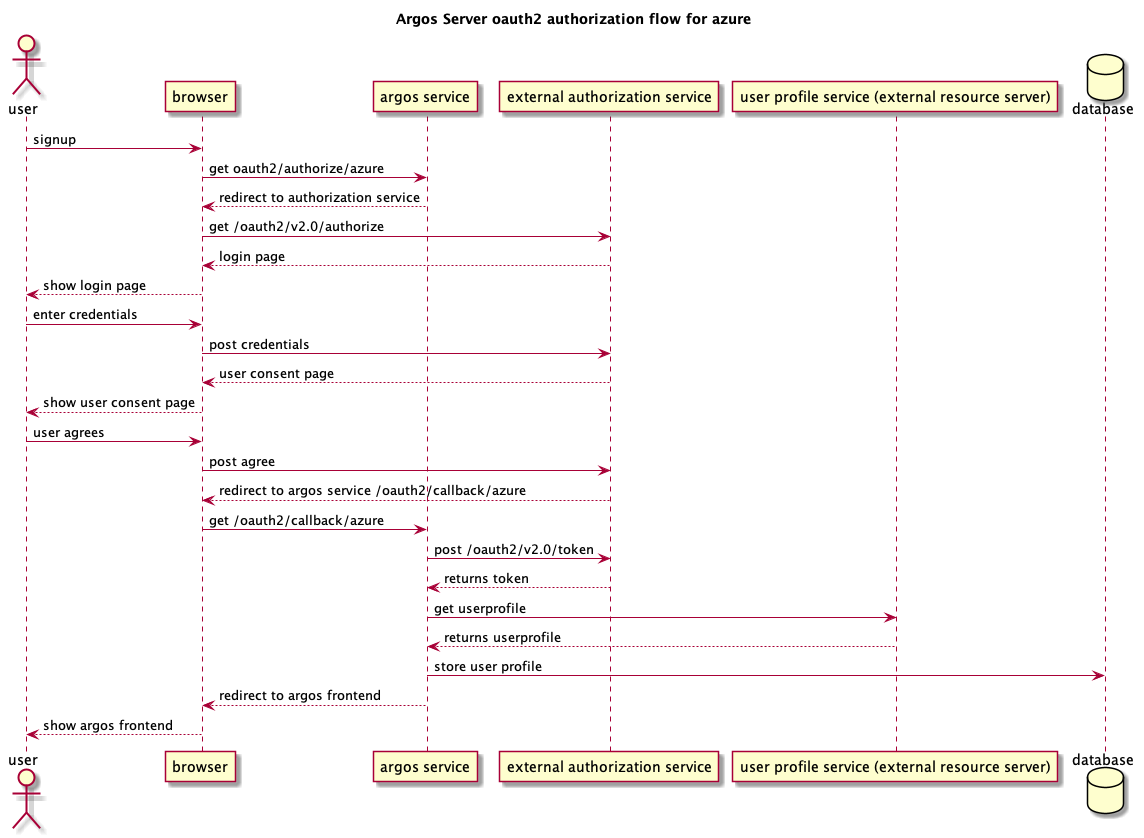 Argos Server oauth2 authorization flow for azure
user
browser
argos service
external authorization service
user profile service (external resource server)
database
signup
get oauth2/authorize/azure
redirect to authorization service
get /oauth2/v2.0/authorize
login page
show login page
enter credentials
post credentials
user consent page
show user consent page
user agrees
post agree
redirect to argos service /oauth2/callback/azure
get /oauth2/callback/azure
post /oauth2/v2.0/token
returns token
get userprofile
returns userprofile
store user profile
redirect to argos frontend
show argos frontend
user
browser
argos service
external authorization service
user profile service (external resource server)
database